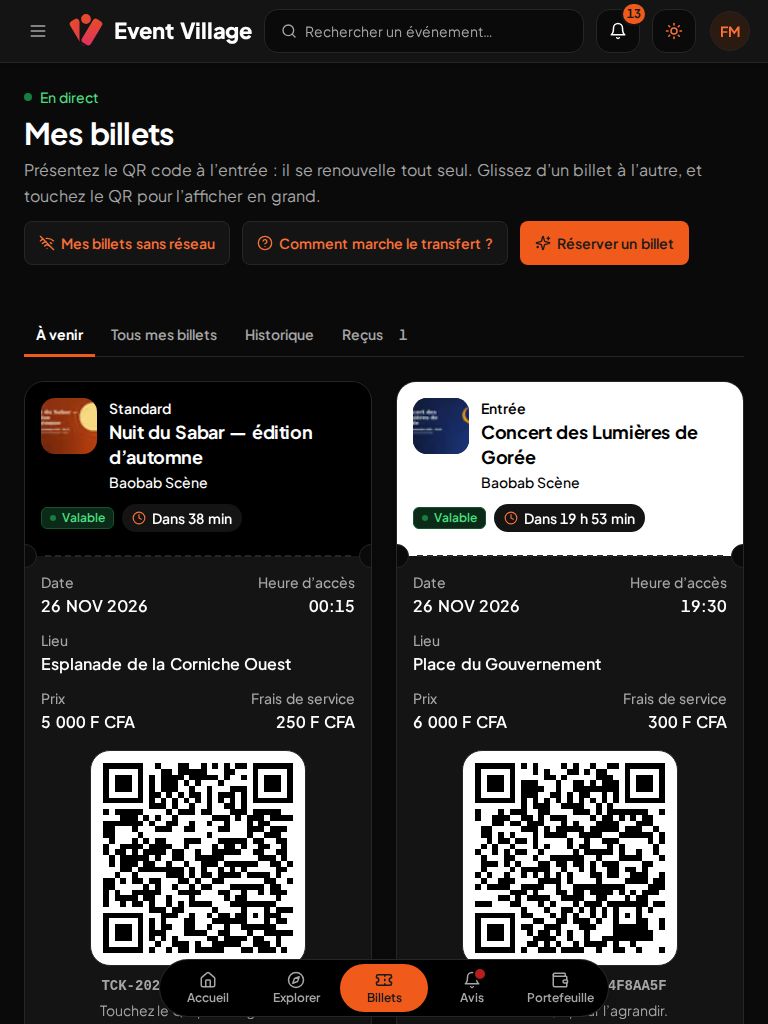 Event Village
Rechercher un événement...
13
FM
En direct
Mes billets
Présentez le QR code à l'entrée : il se renouvelle tout seul. Glissez d'un billet à l'autre, et
touchez le QR pour l'afficher en grand.
Mes billets sans réseau
Comment marche le transfert ?
Réserver un billet
À venir
Tous mes billets
Historique
Reçus 1
Standard
Nuit du Sabar — édition
d'automne
Baobab Scène
Valable
Dans 38 min
Date
Heure d'accès
26 NOV 2026
00:15
Lieu
Esplanade de la Corniche Ouest
Prix
Frais de service
5 000 F CFA
250 F CFA
TCK-202
Touchez le
Entrée
Concert des Lumières de
Gorée
Baobab Scène
Valable
Dans 19 h 53 min
Date
Heure d'accès
26 NOV 2026
19:30
Lieu
Place du Gouvernement
Prix
Frais de service
6 000 F CFA
300 F CFA
4F8AA5F
l'agrandir.
Accueil
Explorer
Billets
Avis
Portefeuille